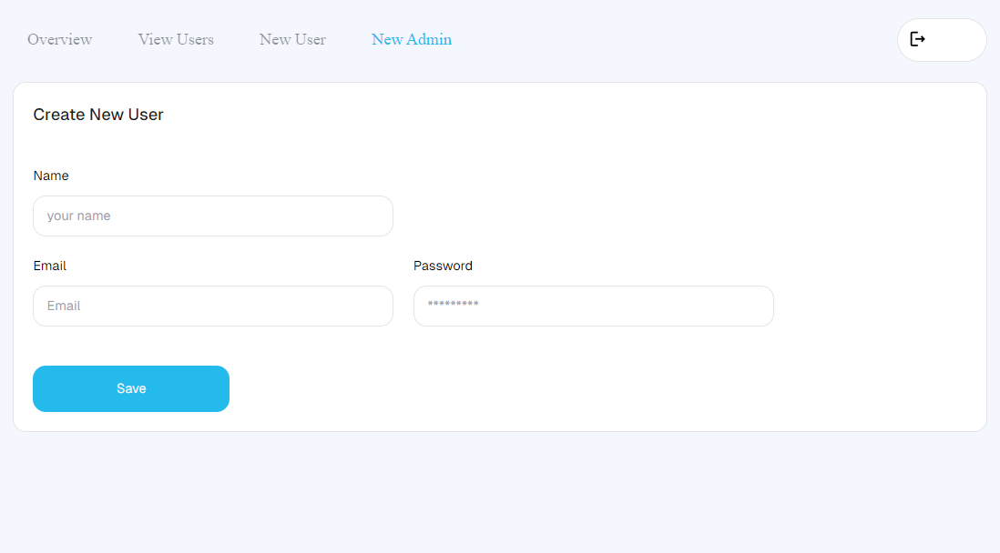 Overview View Users New User New Admin
Create New User
Name
your name
Email Password
Email *********
Save